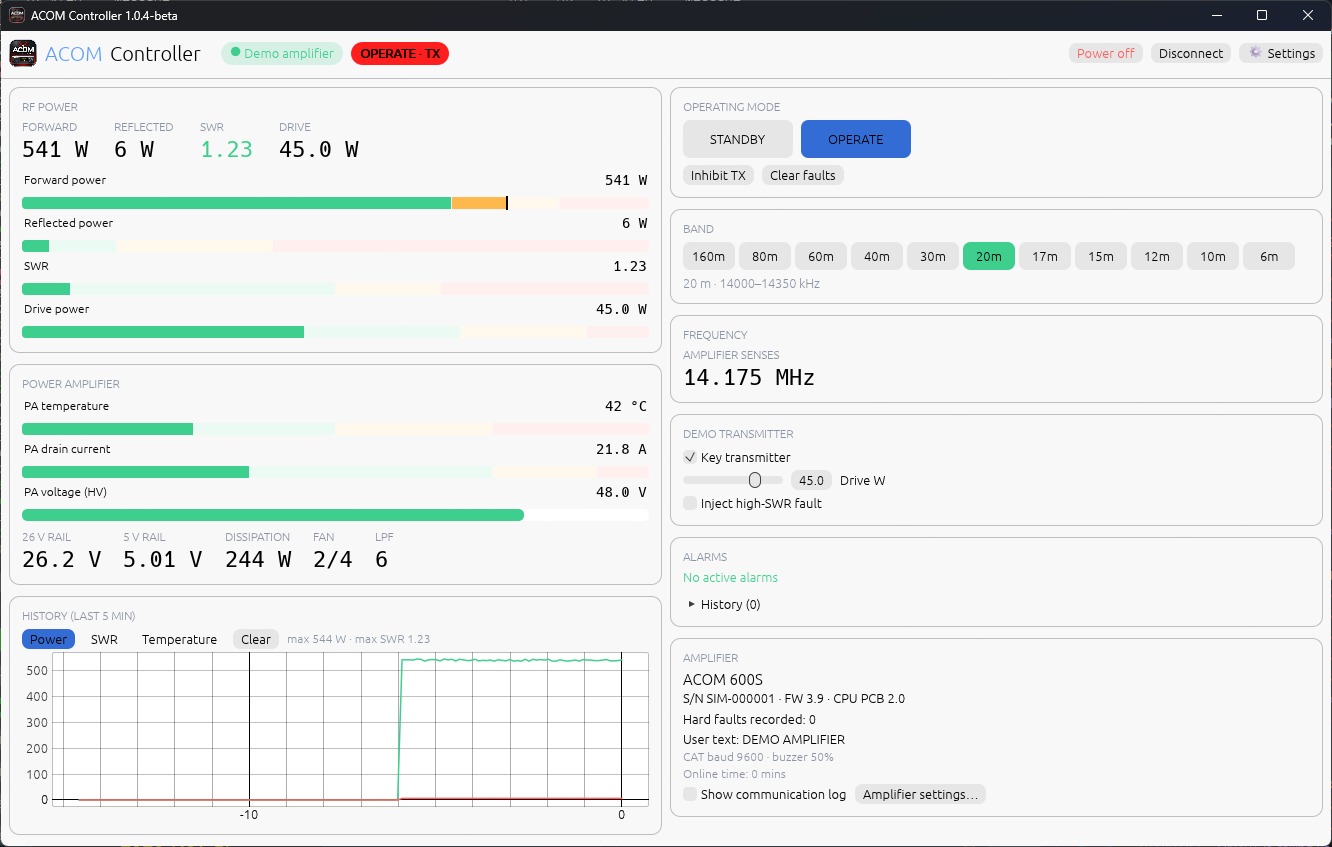 ACOM Controller 1.0.4-beta
ACOM Controller Demo amplifier OPERATE - TX Power off Disconnect Settings
RF POWER
FORWARD REFLECTED SWR DRIVE
541 W 6 W 1.23 45.0 W
Forward power 541 W
Reflected power 6 W
SWR 1.23
Drive power 45.0 W
POWER AMPLIFIER
PA temperature 42 °C
PA drain current 21.8 A
PA voltage (HV) 48.0 V
26 V RAIL 5 V RAIL DISSIPATION FAN LPF
26.2 V 5.01 V 244 W 2/4 6
HISTORY (LAST 5 MIN)
Power SWR Temperature Clear max 544 W · max SWR 1.23
500
400
300
200
100
0
-10 0
OPERATING MODE
STANDBY OPERATE
Inhibit TX Clear faults
BAND
160m 80m 60m 40m 30m 20m 17m 15m 12m 10m 6m
20 m · 14000–14350 kHz
FREQUENCY
AMPLIFIER SENSES
14.175 MHz
DEMO TRANSMITTER
Key transmitter
45.0 Drive W
Inject high-SWR fault
ALARMS
No active alarms
History (0)
AMPLIFIER
ACOM 600S
S/N SIM-000001 · FW 3.9 · CPU PCB 2.0
Hard faults recorded: 0
User text: DEMO AMPLIFIER
CAT baud 9600 · buzzer 50%
Online time: 0 mins
Show communication log Amplifier settings…